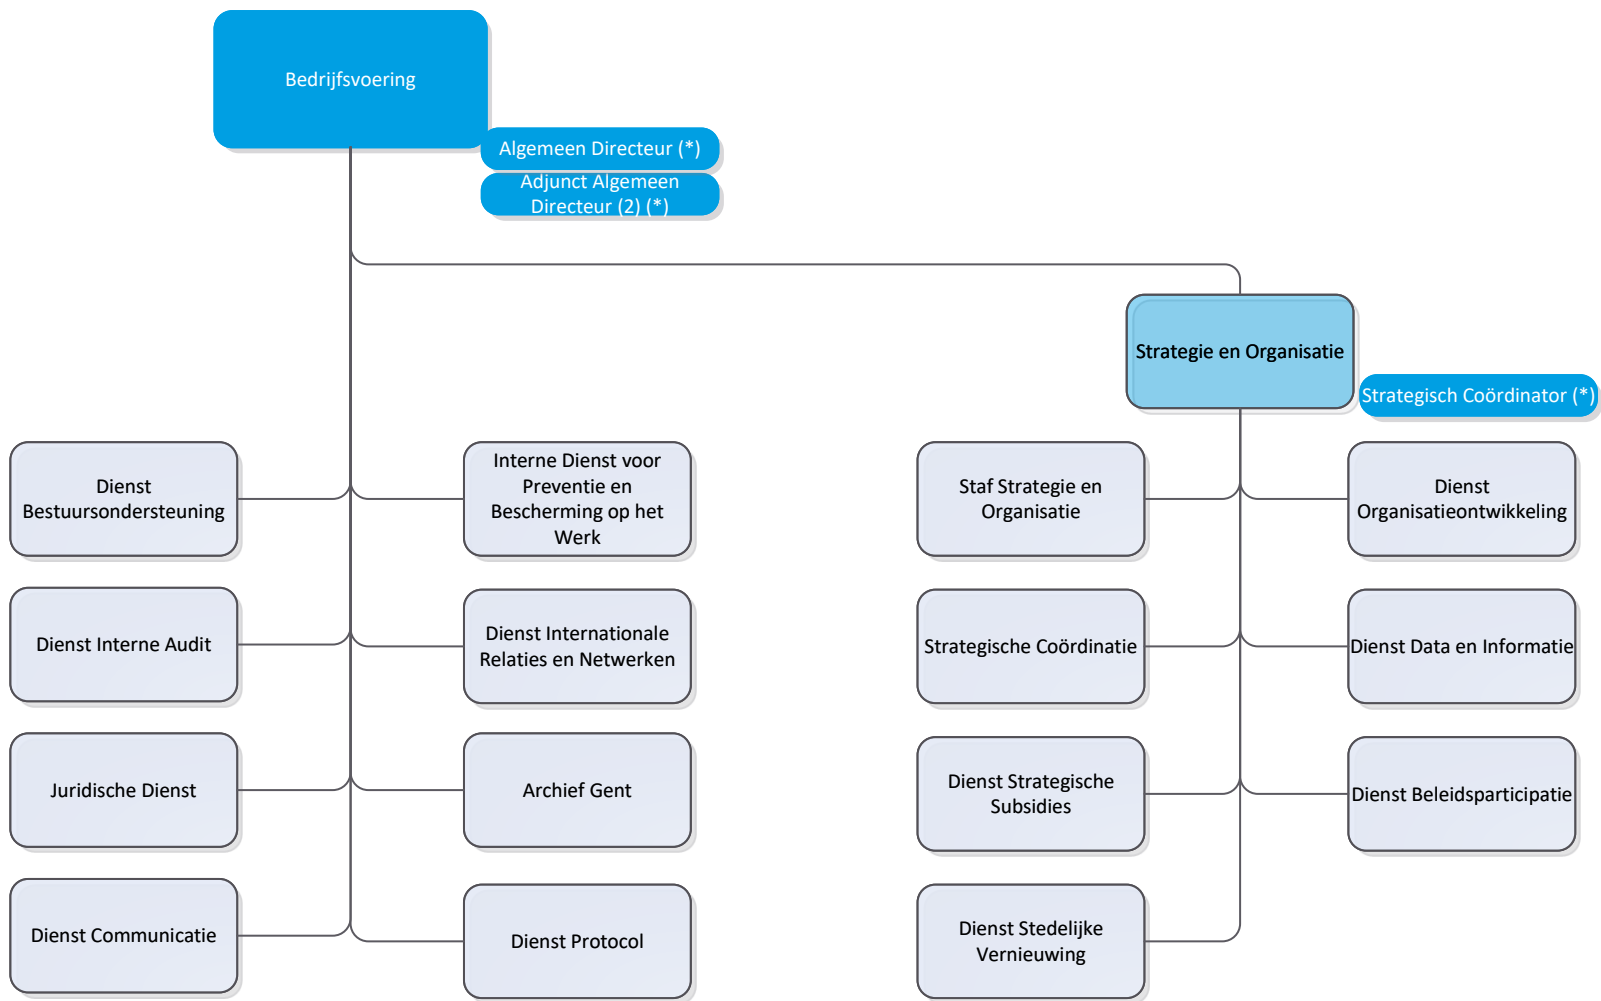 Bedrijfsvoering
Algemeen Directeur (*)
Adjunct Algemeen
Directeur (2) (*)
Strategie en Organisatie
Strategisch Coördinator (*)
Dienst
Bestuursondersteuning
Interne Dienst voor
Preventie en
Bescherming op het
Werk
Staf Strategie en
Organisatie
Dienst
Organisatieontwikkeling
Dienst Interne Audit
Dienst Internationale
Relaties en Netwerken
Strategische Coördinatie
Dienst Data en Informatie
Juridische Dienst
Archief Gent
Dienst Strategische
Subsidies
Dienst Beleidsparticipatie
Dienst Communicatie
Dienst Protocol
Dienst Stedelijke
Vernieuwing